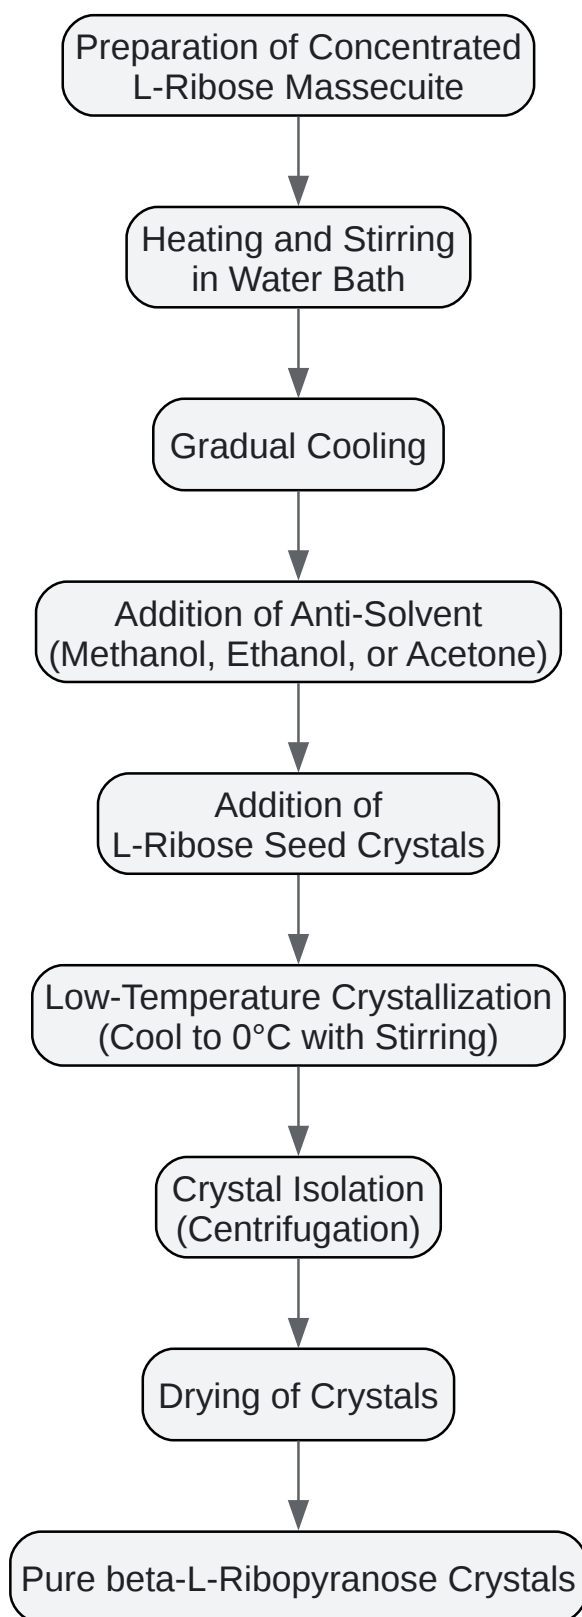 Preparation of Concentrated
L-Ribose Massecuite
Heating and Stirring
in Water Bath
Gradual Cooling
Addition of Anti-Solvent
(Methanol, Ethanol, or Acetone)
Addition of
L-Ribose Seed Crystals
Low-Temperature Crystallization
(Cool to 0°C with Stirring)
Crystal Isolation
(Centrifugation)
Drying of Crystals
Pure beta-L-Ribopyranose Crystals